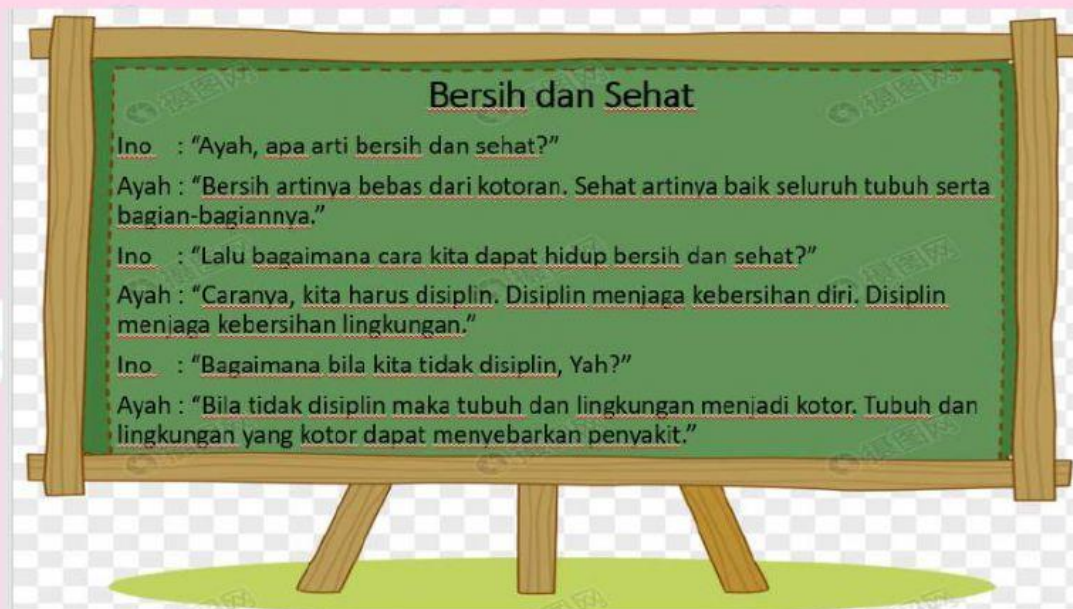 Bersih dan Sehat
Ino : “Ayah, apa arti bersih dan sehat?”
Ayah : “Bersih artinya bebas dari kotoran. Sehat artinya baik seluruh tubuh serta
bagian-bagiannya.”
Ino : “Lalu bagaimana cara kita dapat hidup bersih dan sehat?”
Ayah : “Caranya, kita harus disiplin. Disiplin menjaga kebersihan diri. Disiplin
menjaga kebersihan lingkungan.”
Ino : “Bagaimana bila kita tidak disiplin, Yah?”
Ayah : “Bila tidak disiplin maka tubuh dan lingkungan menjadi kotor. Tubuh dan
lingkungan yang kotor dapat menyebarkan penyakit.”